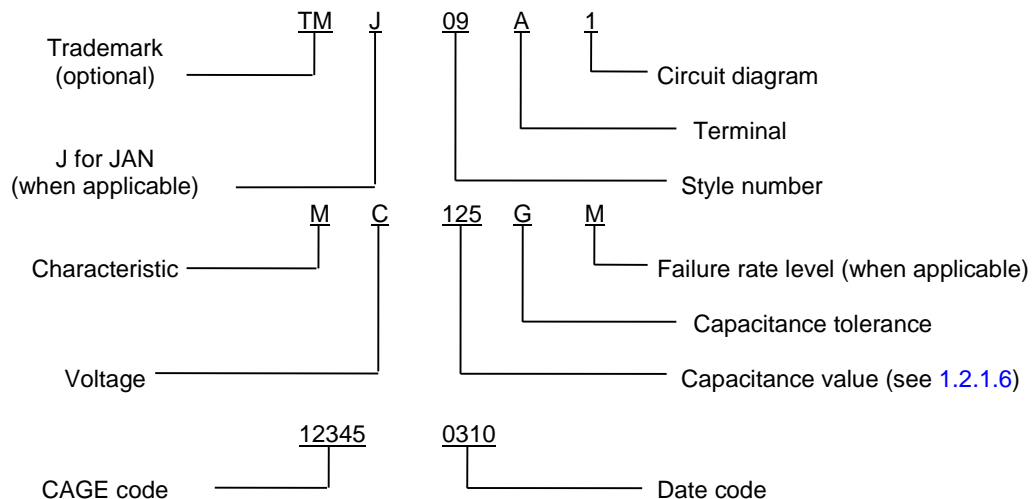 TM J 09 A 1
Trademark
(optional)
Circuit diagram
Terminal
J for JAN
(when applicable)
Style number
M C 125 G M
Characteristic
Failure rate level (when applicable)
Capacitance tolerance
Voltage
Capacitance value (see 1.2.1.6)
12345 0310
CAGE code
Date code